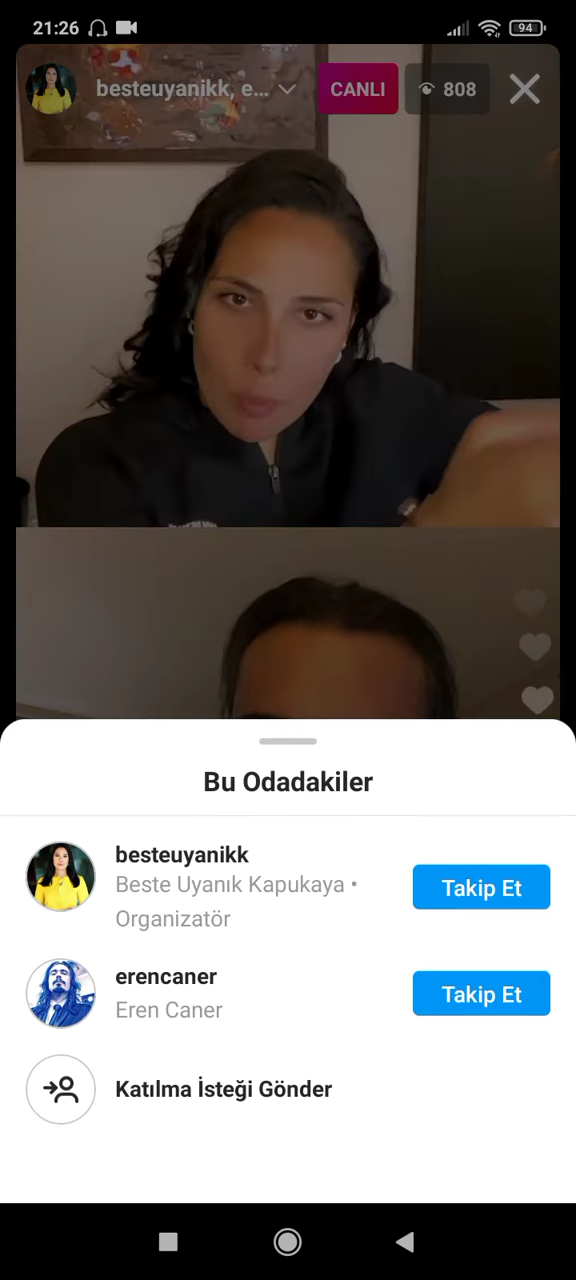 21:26
94
besteuyanikk, e...
CANLI
808
Bu Odadakiler
besteuyanikk
Beste Uyanık Kapukaya •
Organizatör
Takip Et
erencaner
Eren Caner
Takip Et
Katılma İsteği Gönder